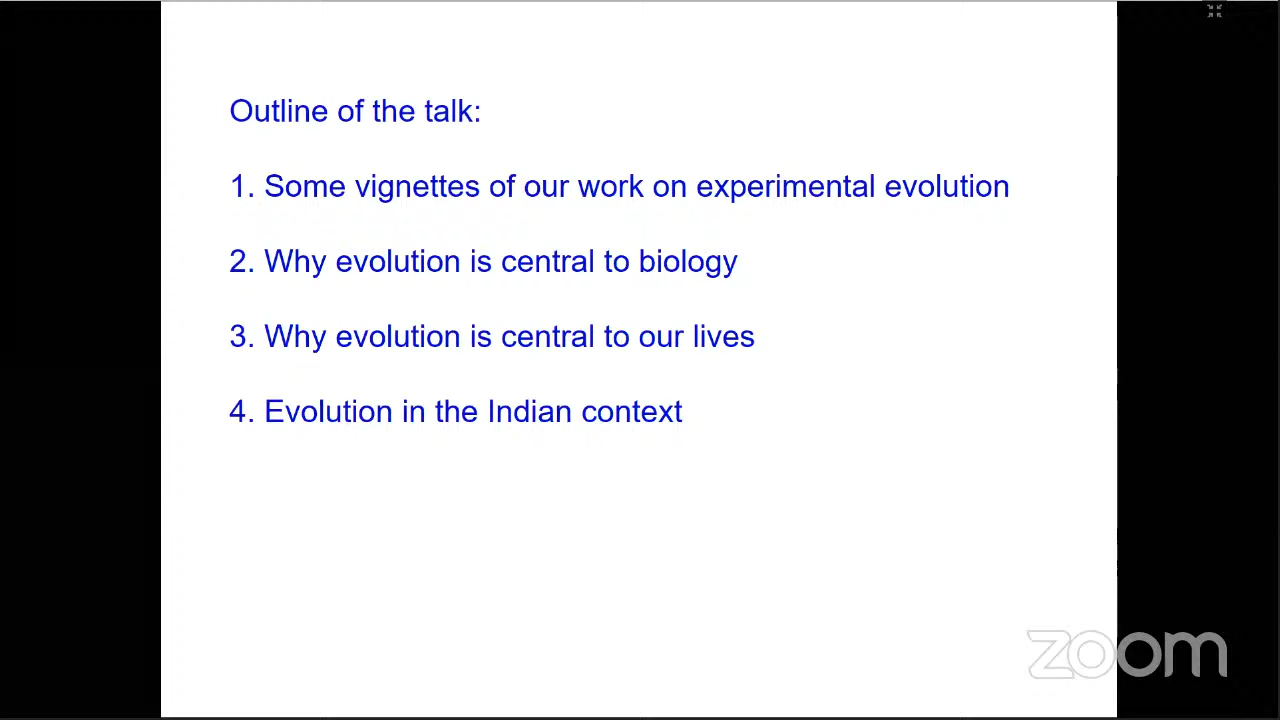 Outline of the talk:
1. Some vignettes of our work on experimental evolution
2. Why evolution is central to biology
3. Why evolution is central to our lives
4. Evolution in the Indian context
zoom